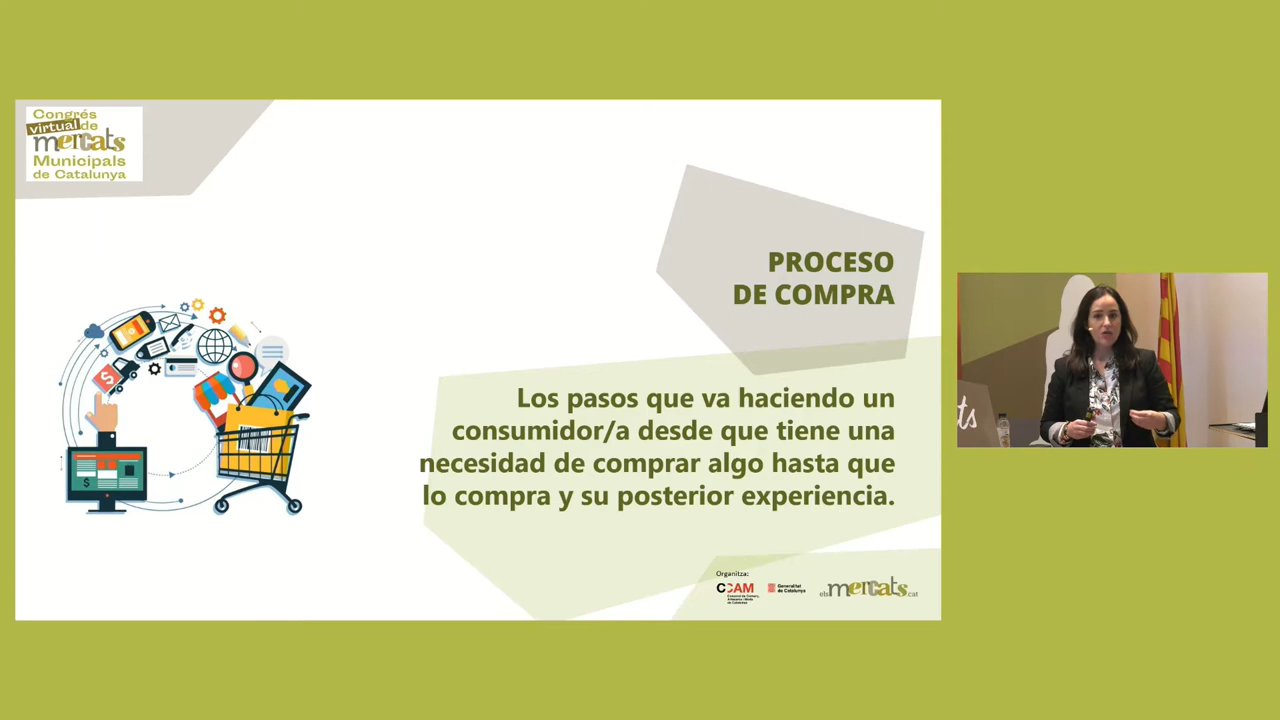 Congrés
virtual de
mercats
Municipals
de Catalunya
PROCESO
DE COMPRA
Los pasos que va haciendo un
consumidor/a desde que tiene una
necesidad de comprar algo hasta que
lo compra y su posterior experiencia.
Organitza:
CCAM
Generalitat
de Catalunya
elsmercats.cat
ts
$
$